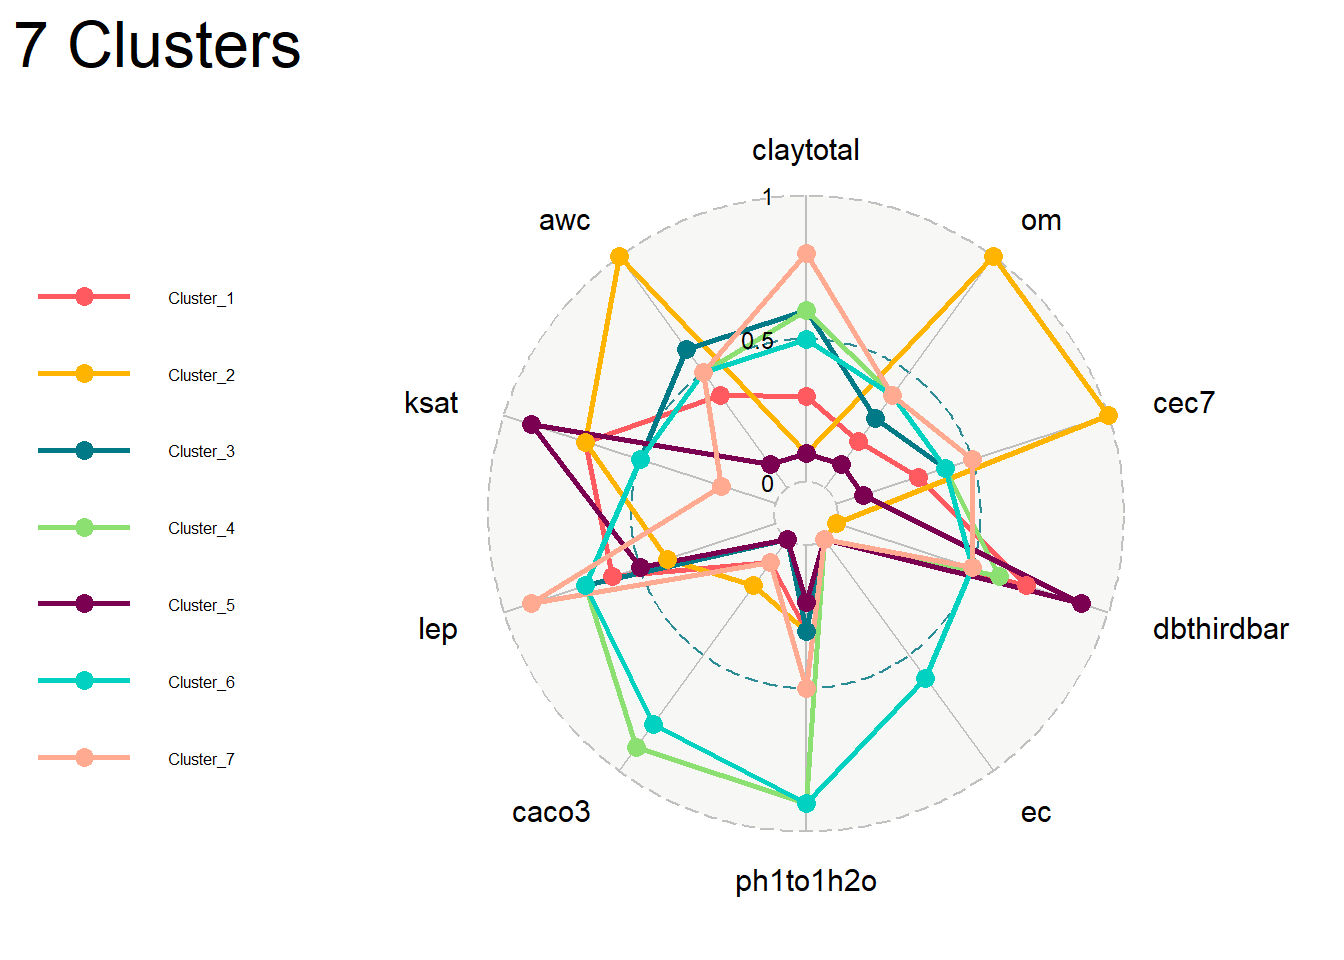 7 Clusters
claytotal
1
om
awc
Cluster_1
0.5
Cluster_2
ksat
cec7
Cluster_3
0
Cluster_4
Cluster_5
lep
dbthirdbar
Cluster_6
Cluster_7
caco3
ec
ph1to1h2o